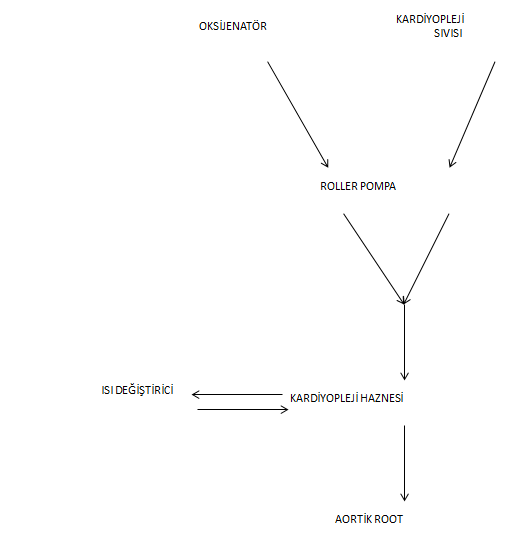 OKSİJENATÖR
KARDİYOPLEJİ
SIVISI
ROLLER POMPA
ISI DEĞİŞTİRİCİ
KARDİYOPLEJİ HAZNESİ
AORTİK ROOT